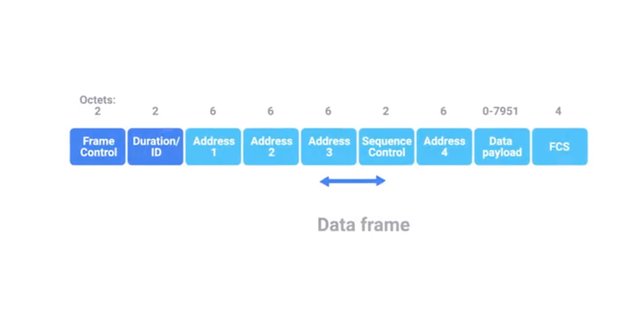 Octets:
2 2 6 6 6 2 6 0-7951 4
Frame Control
Duration/ ID
Address 1
Address 2
Address 3
Sequence Control
Address 4
Data payload
FCS
Data frame